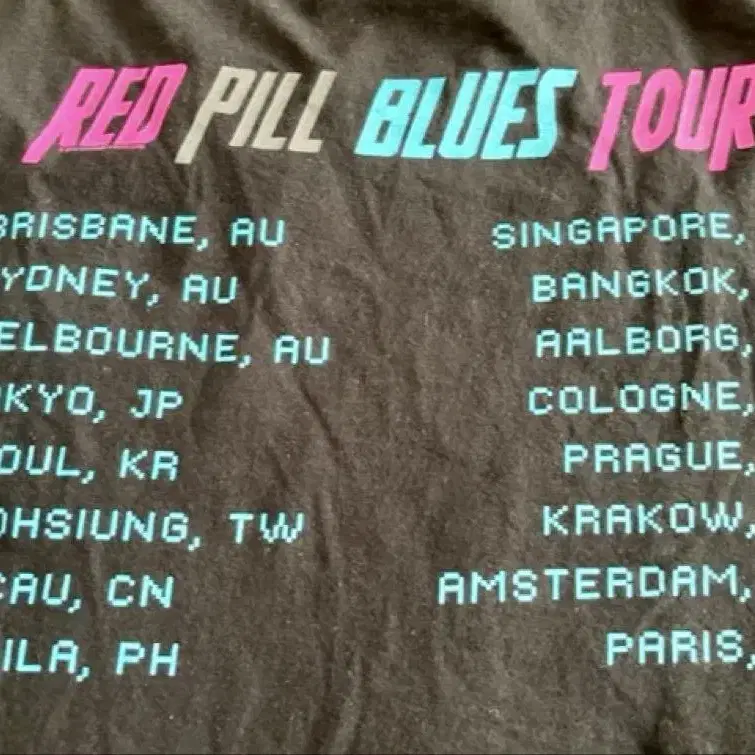 RED PILL BLUES TOUR
BRISBANE, AU SINGAPORE,
YDNEY, AU BANGKOK,
ELBOURNE, AU AALBORG,
KYO, JP COLOGNE,
OUL, KR PRAGUE,
OHSIUNG, TW KRAKOW,
CAU, CN AMSTERDAM,
ILA, PH PARIS,